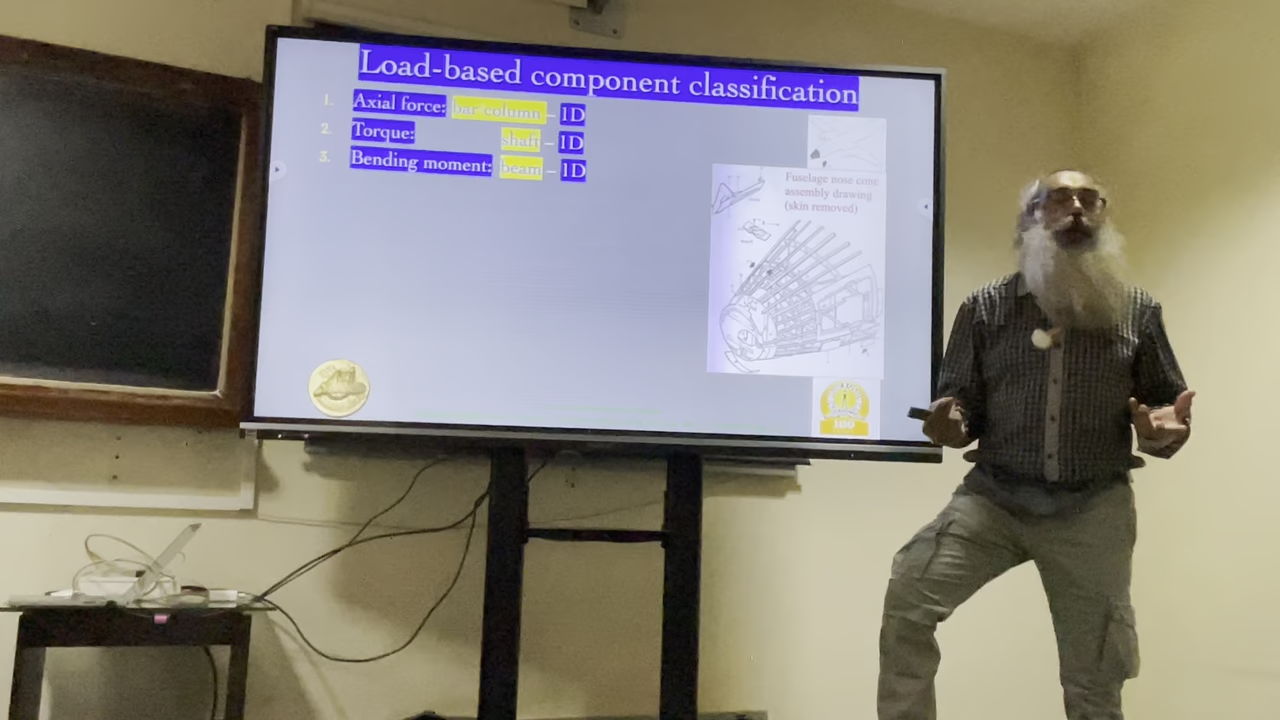 Load-based component classification
1. Axial force: bar column – 1D
2. Torque: shaft – 1D
3. Bending moment: beam – 1D
Fuselage nose cone
assembly drawing
(skin removed)
100